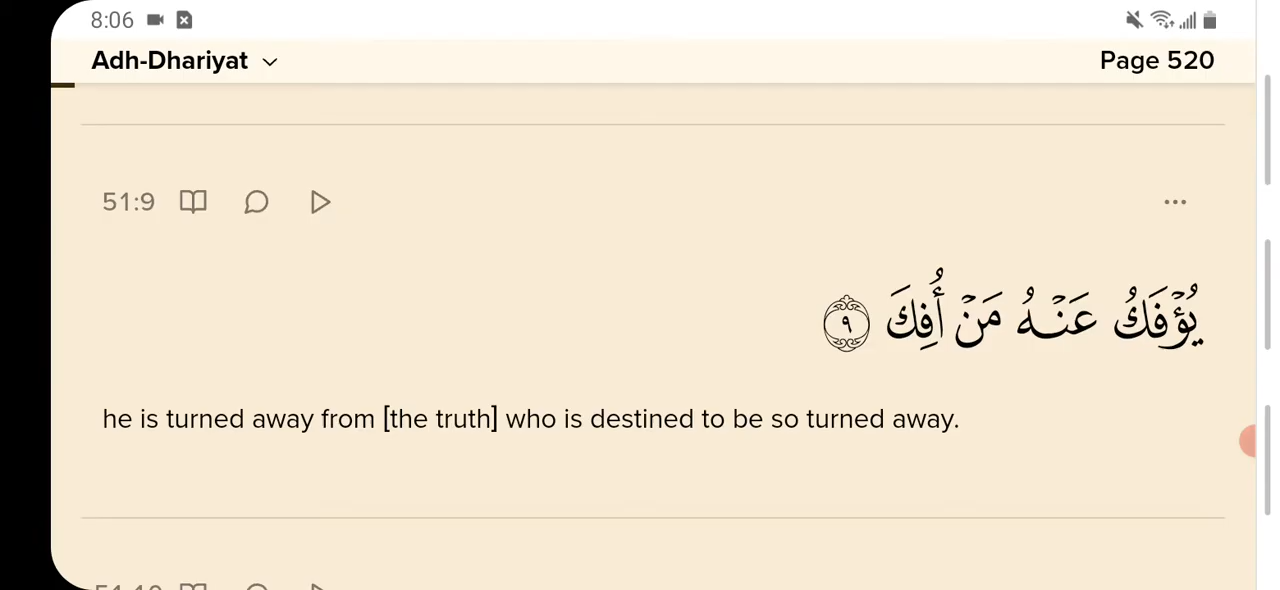 8:06
Adh-Dhariyat
Page 520
51:9
يُؤۡفَكُ عَنۡهُ مَنۡ أُفِكَ ٩
he is turned away from [the truth] who is destined to be so turned away.